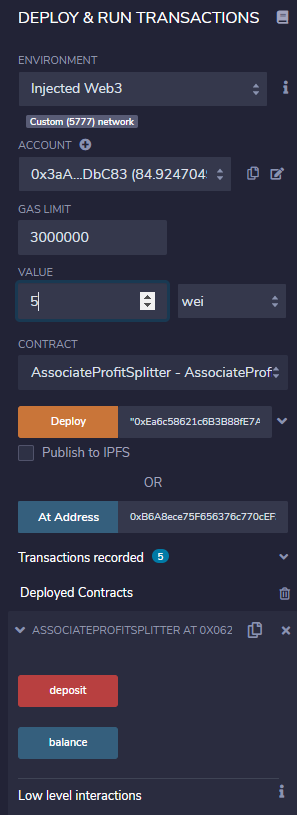 DEPLOY & RUN TRANSACTIONS
ENVIRONMENT
Injected Web3
Custom (5777) network
ACCOUNT
0x3aA...DbC83 (84.924704
GAS LIMIT
3000000
VALUE
5 wei
CONTRACT
AssociateProfitSplitter - AssociateProf
Deploy "0xEa6c58621c6B3B88fE7A
Publish to IPFS
OR
At Address 0xB6A8ece75F656376c770cEF
Transactions recorded 5
Deployed Contracts
ASSOCIATEPROFITSPLITTER AT 0X062
deposit
balance
Low level interactions